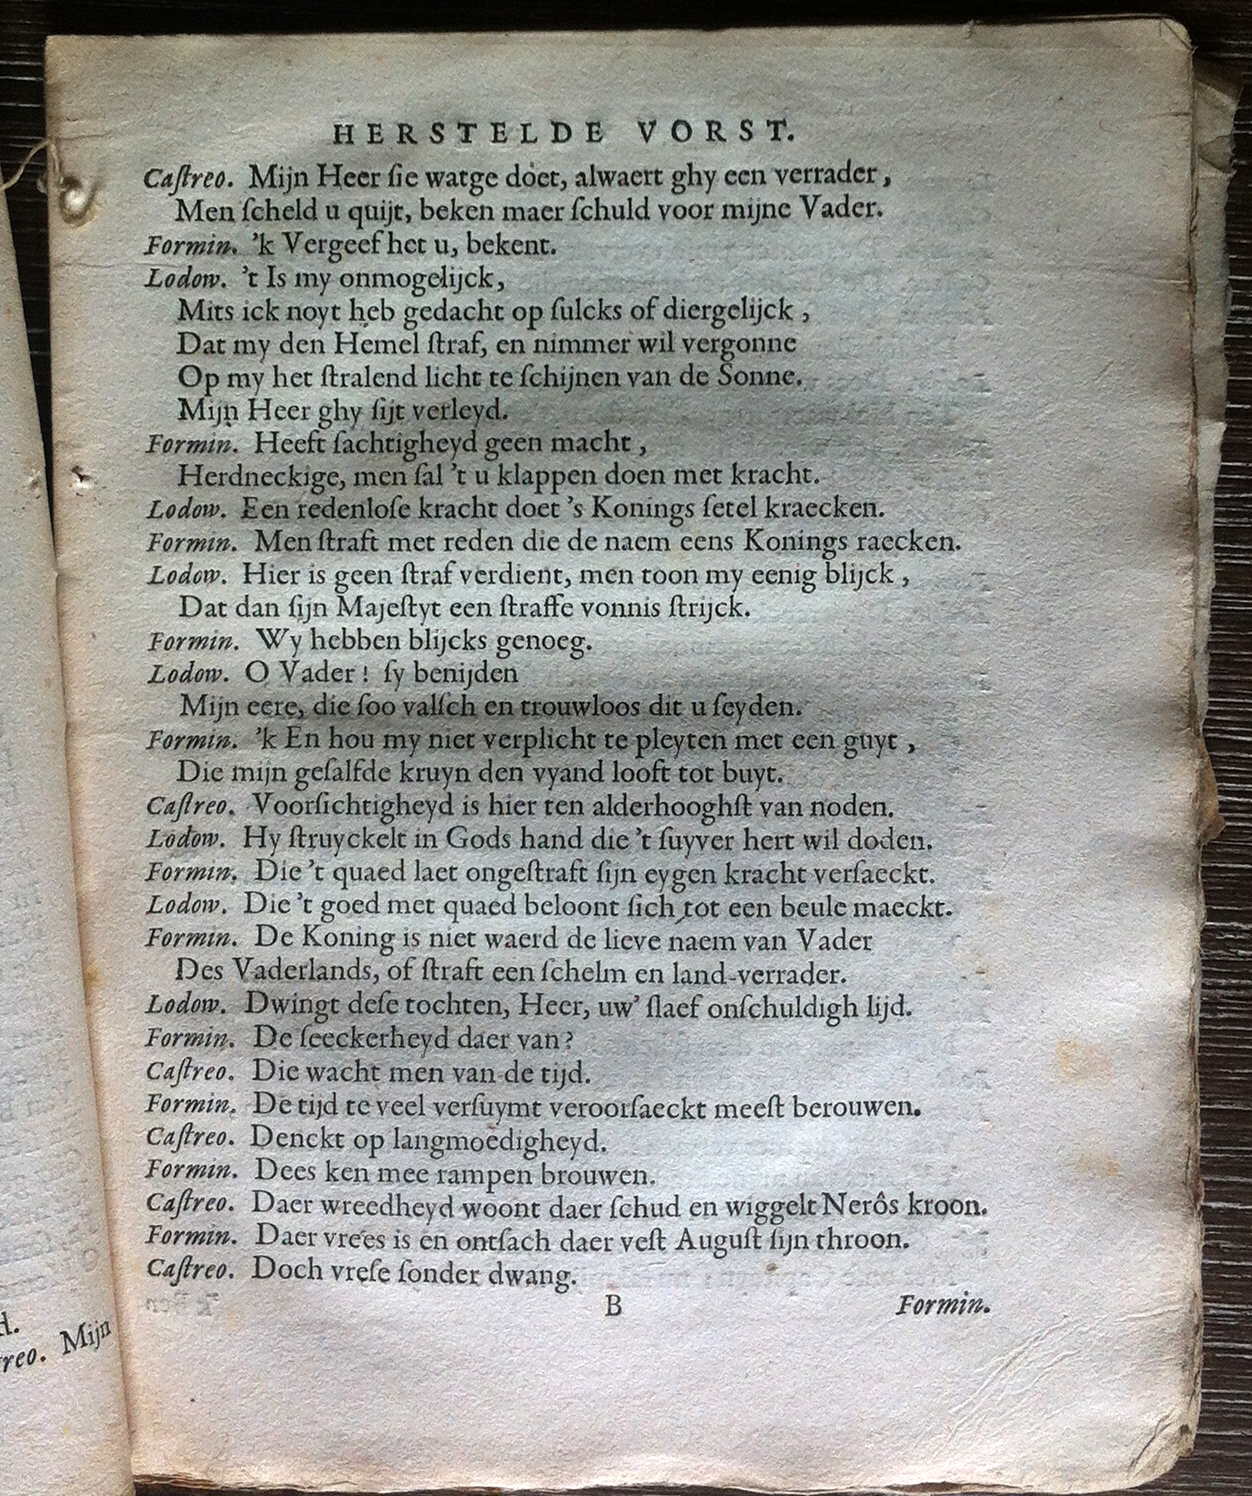 HERSTELDE VORST.
Caſtreo. Mijn Heer ſie watge doet, alwaert ghy een verrader,
Men ſcheld u quijt, beken maer ſchuld voor mijne Vader.
Formin. 'k Vergeef het u, bekent.
Lodow. 't Is my onmogelijck,
Mits ick noyt heb gedacht op ſulcks of diergelijck,
Dat my den Hemel ſtraf, en nimmer wil vergonne
Op my het ſtralend licht te ſchijnen van de Sonne.
Mijn Heer ghy ſijt verleyd.
Formin. Heeft ſachtigheyd geen macht,
Herdneckige, men ſal 't u klappen doen met kracht.
Lodow. Een redenloſe kracht doet 's Konings ſetel kraecken.
Formin. Men ſtraft met reden die de naem eens Konings raecken.
Lodow. Hier is geen ſtraf verdient, men toon my eenig blijck,
Dat dan ſijn Majeſtyt een ſtraffe vonnis ſtrijck.
Formin. Wy hebben blijcks genoeg.
Lodow. O Vader! ſy benijden
Mijn eere, die ſoo valſch en trouwloos dit u ſeyden.
Formin. 'k En hou my niet verplicht te pleyten met een guyt,
Die mijn geſalfde kruyn den vyand looft tot buyt.
Caſtreo. Voorſichtigheyd is hier ten alderhooghſt van noden.
Lodow. Hy ſtruyckelt in Gods hand die 't ſuyver hert wil doden.
Formin. Die 't quaed laet ongeſtraft ſijn eygen kracht verſaeckt.
Lodow. Die 't goed met quaed beloont ſich tot een beule maeckt.
Formin. De Koning is niet waerd de lieve naem van Vader
Des Vaderlands, of ſtraft een ſchelm en land-verrader.
Lodow. Dwingt deſe tochten, Heer, uw' ſlaef onſchuldigh lijd.
Formin. De ſeeckerheyd daer van?
Caſtreo. Die wacht men van de tijd.
Formin. De tijd te veel verſuymt veroorſaeckt meeſt berouwen.
Caſtreo. Denckt op langmoedigheyd.
Formin. Dees ken mee rampen brouwen.
Caſtreo. Daer wreedheyd woont daer ſchud en wiggelt Nerôs kroon.
Formin. Daer vrees is en ontſach daer veſt Auguſt ſijn throon.
Caſtreo. Doch vreſe ſonder dwang.
B Formin.
d.
treo. Mijn